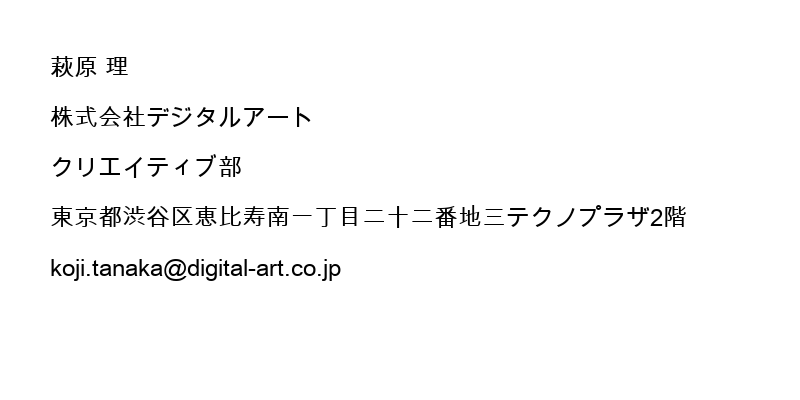 萩原 理
株式会社デジタルアート
クリエイティブ部
東京都渋谷区恵比寿南一丁目二十二番地三テクノプラザ2階
koji.tanaka@digital-art.co.jp